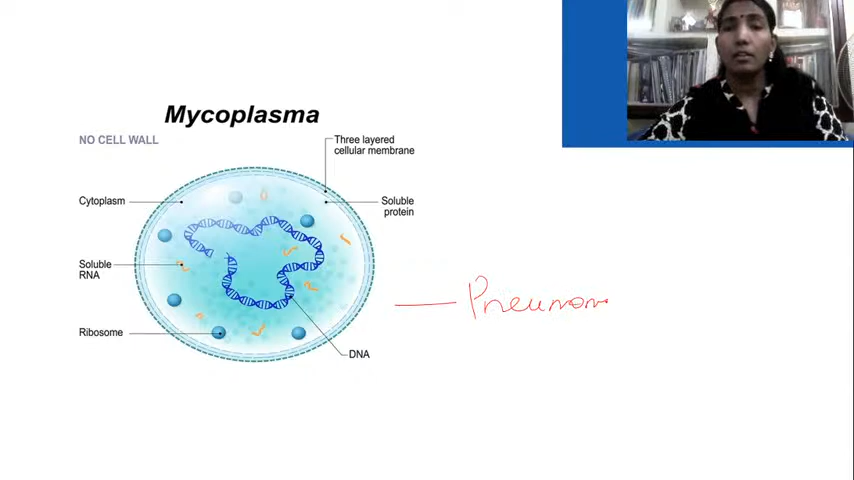 Mycoplasma
NO CELL WALL
Three layered
cellular membrane
Cytoplasm
Soluble
protein
Soluble
RNA
Pneumon
Ribosome
DNA